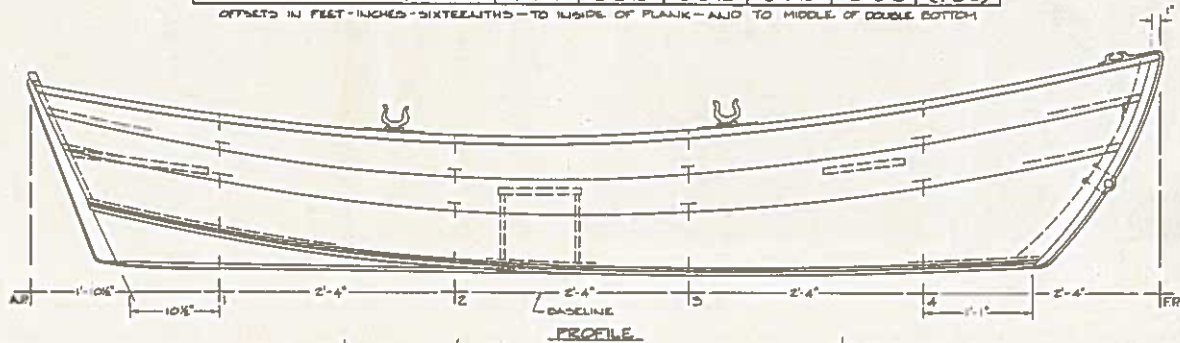 OFFSETS IN FEET-INCHES-SIXTEENTHS-TO INSIDE OF PLANK-AND TO MIDDLE OF DOUBLE BOTTOM
1"
A.P. 1'-10½" 1 2'-4" 2 2'-4" 3 2'-4" 4 2'-4" F.P.
10½" BASELINE 1'-1"
PROFILE